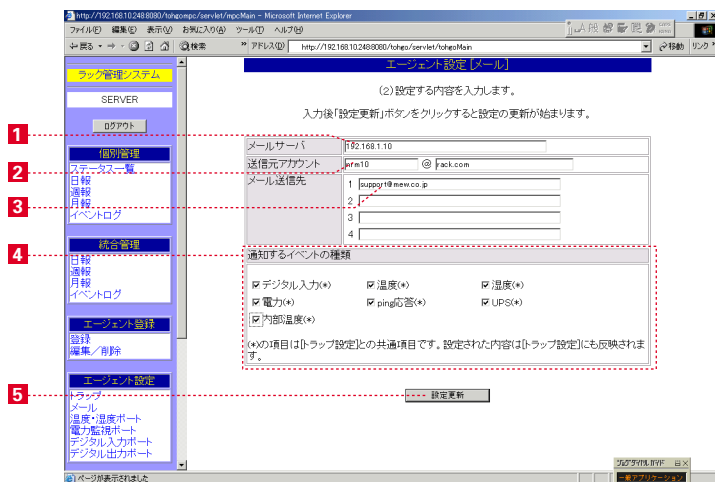 http://192.168.10.248:8080/tohgompc/servlet/mpcMain - Microsoft Internet Explorer
ファイル(F) 編集(E) 表示(V) お気に入り(A) ツール(T) ヘルプ(H)
戻る 検索 » アドレス(D) http://192.168.10.248:8080/tohgo/servlet/tohgoMain 移動 リンク »
ラック管理システム
SERVER
ログアウト
個別管理
ステータス一覧
日報
週報
月報
イベントログ
統合管理
日報
週報
月報
イベントログ
エージェント登録
登録
編集／削除
エージェント設定
トラップ
メール
温度・湿度ポート
電力監視ポート
デジタル入力ポート
デジタル出力ポート
エージェント設定 [メール]
(2)設定する内容を入力します。
入力後「設定更新」ボタンをクリックすると設定の更新が始まります。
1
メールサーバ 192.168.1.10
2
送信元アカウント arm10 @ rack.com
3
メール送信先 1 support@mew.co.jp
2
3
4
4
通知するイベントの種類
デジタル入力(*) 温度(*) 湿度(*)
電力(*) ping応答(*) UPS(*)
内部温度(*)
(*)の項目は[トラップ設定]との共通項目です。設定された内容は[トラップ設定]にも反映されま
す。
5
設定更新
ページが表示されました
一般アプリケーション